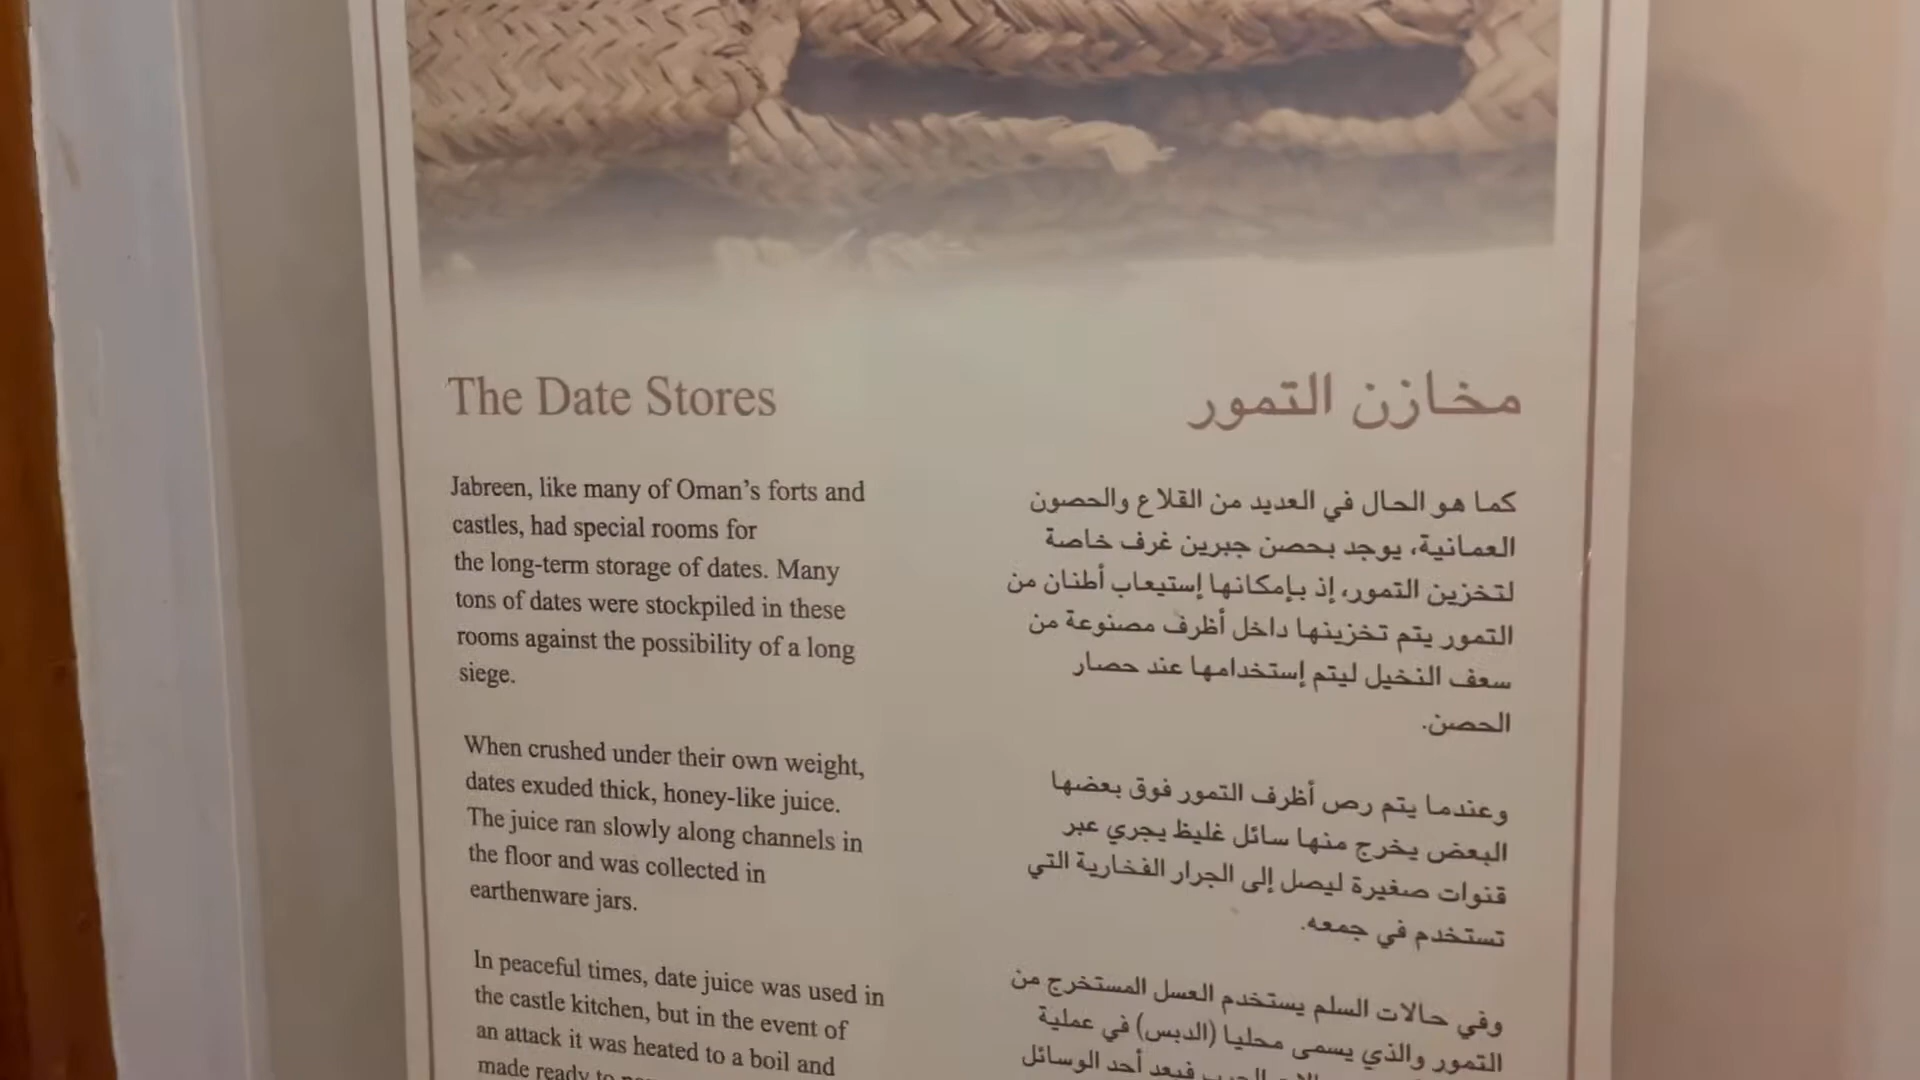 The Date Stores
Jabreen, like many of Oman's forts and
castles, had special rooms for
the long-term storage of dates. Many
tons of dates were stockpiled in these
rooms against the possibility of a long
siege.
When crushed under their own weight,
dates exuded thick, honey-like juice.
The juice ran slowly along channels in
the floor and was collected in
earthenware jars.
In peaceful times, date juice was used in
the castle kitchen, but in the event of
an attack it was heated to a boil and
made ready to
مخازن التمور
كما هو الحال في العديد من القلاع والحصون
العمانية، يوجد بحصن جبرين غرف خاصة
لتخزين التمور، إذ بإمكانها إستيعاب أطنان من
التمور يتم تخزينها داخل أظرف مصنوعة من
سعف النخيل ليتم إستخدامها عند حصار
الحصن.
وعندما يتم رص أظرف التمور فوق بعضها
البعض يخرج منها سائل غليظ يجري عبر
قنوات صغيرة ليصل إلى الجرار الفخارية التي
تستخدم في جمعه.
وفي حالات السلم يستخدم العسل المستخرج من
التمور والذي يسمى محليا (الدبس) في عملية
فيعد أحد الوسائل